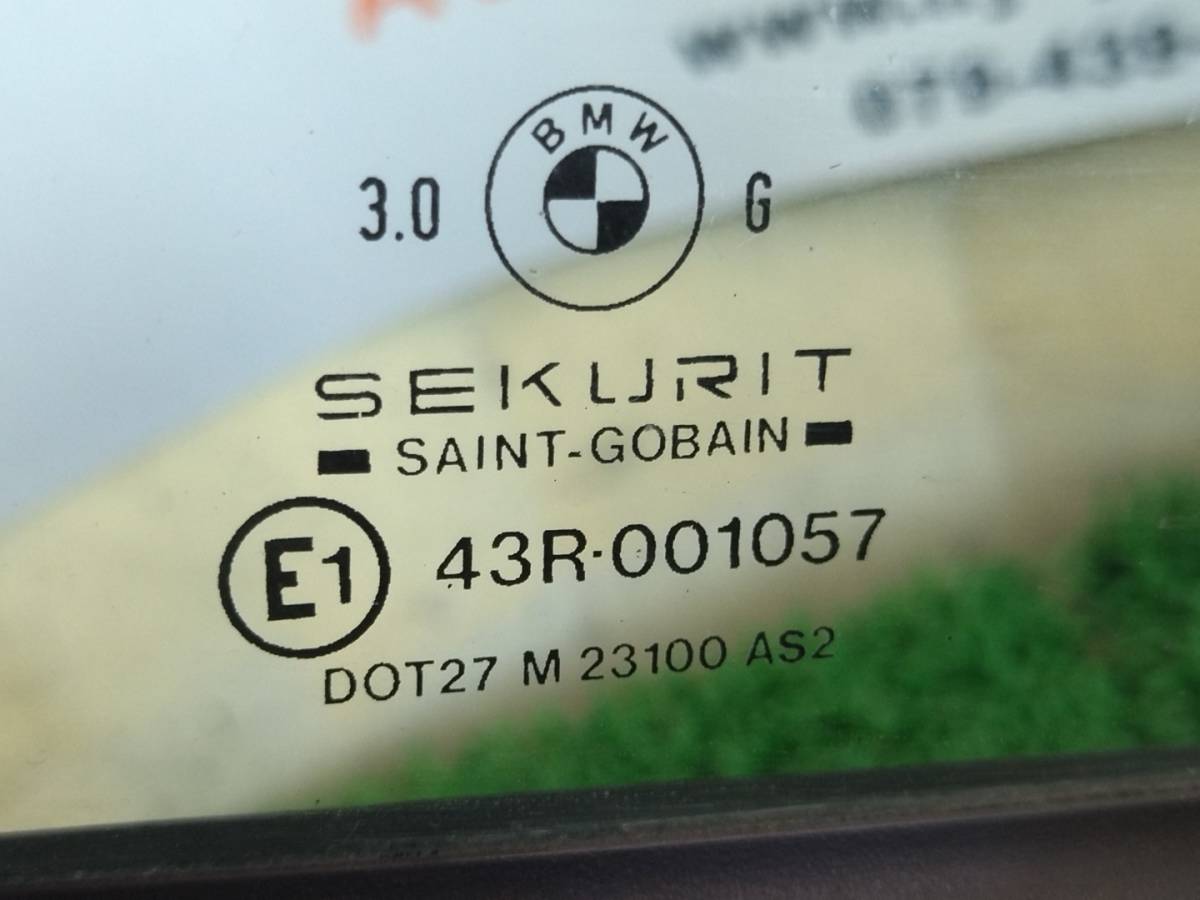 BMW
3.0 G
SEKURIT
SAINT-GOBAIN
E1 43R-001057
DOT27 M 23100 AS2